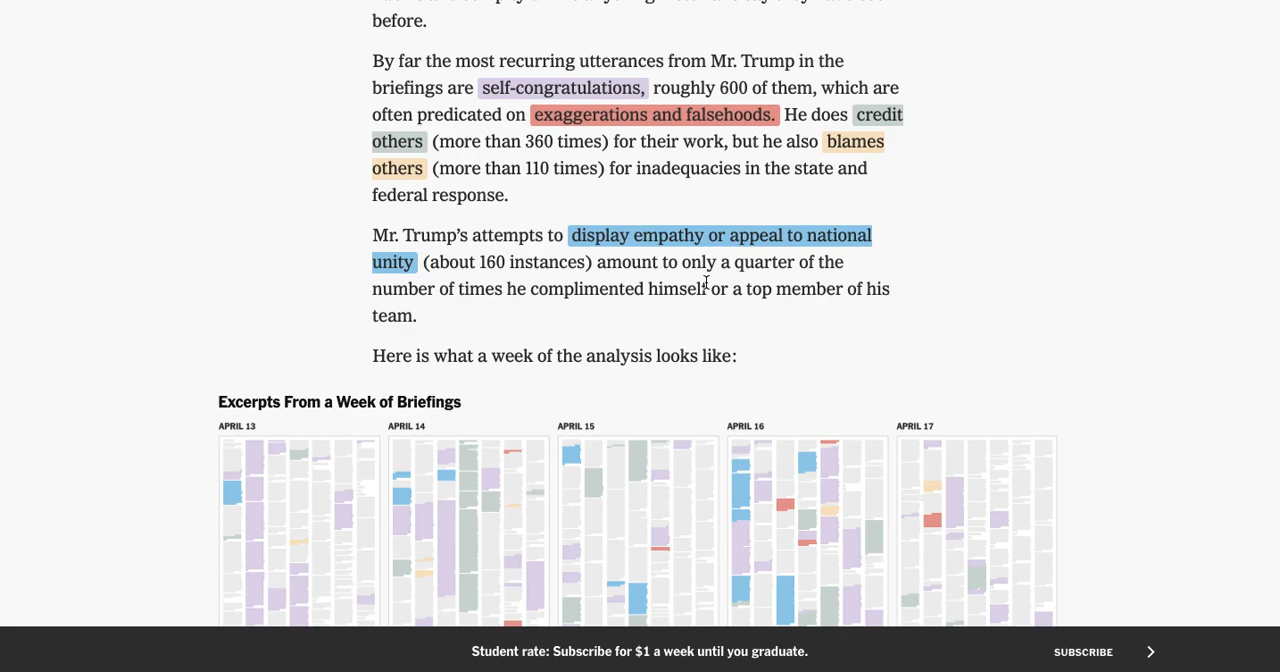 before.
By far the most recurring utterances from Mr. Trump in the
briefings are self-congratulations, roughly 600 of them, which are
often predicated on exaggerations and falsehoods. He does credit
others (more than 360 times) for their work, but he also blames
others (more than 110 times) for inadequacies in the state and
federal response.
Mr. Trump’s attempts to display empathy or appeal to national
unity (about 160 instances) amount to only a quarter of the
number of times he complimented himself or a top member of his
team.
Here is what a week of the analysis looks like:
Excerpts From a Week of Briefings
APRIL 13 APRIL 14 APRIL 15 APRIL 16 APRIL 17
Student rate: Subscribe for $1 a week until you graduate. SUBSCRIBE